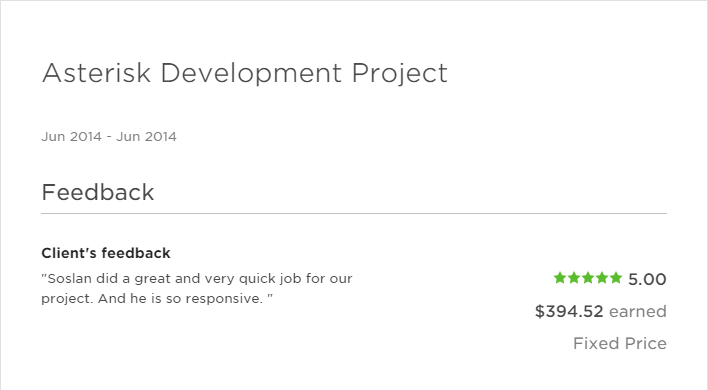 Asterisk Development Project
Jun 2014 - Jun 2014
Feedback
Client's feedback
"Soslan did a great and very quick job for our
project. And he is so responsive. "
5.00
$394.52 earned
Fixed Price